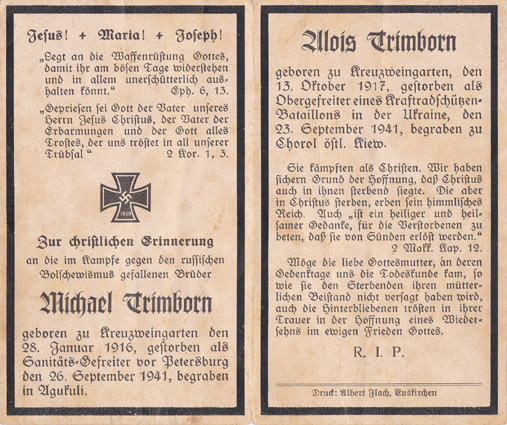 Jesus! + Maria! + Joseph!
„Legt an die Waffenrüstung Gottes,
damit ihr am bösen Tage widerstehen
und in allem unerschütterlich aus-
halten könnt.“ Eph. 6, 13.
„Gepriesen sei Gott der Vater unseres
Herrn Jesus Christus, der Vater der
Erbarmungen und der Gott alles
Trostes, der uns tröstet in all unserer
Trübsal“ 2 Kor. 1, 3.
1939
Zur christlichen Erinnerung
an die im Kampfe gegen den russischen
Bolschewismus gefallenen Brüder
Michael Trimborn
geboren zu Kreuzweingarten den
28. Januar 1916, gestorben als
Sanitäts-Gefreiter vor Petersburg
den 26. September 1941, begraben
in Agukuli.
Alois Trimborn
geboren zu Kreuzweingarten, den
13. Oktober 1917, gestorben als
Obergefreiter eines Kraftradschützen-
Bataillons in der Ukraine, den
23. September 1941, begraben zu
Chorol östl. Kiew.
Sie kämpften als Christen. Wir haben
sichern Grund der Hoffnung, daß Christus
auch in ihnen sterbend siegte. Die aber
in Christus sterben, erben sein himmlisches
Reich. Auch „ist ein heiliger und heil-
samer Gedanke, für die Verstorbenen zu
beten, daß sie von Sünden erlöst werden.“
2 Makk. Kap. 12.
Möge die liebe Gottesmutter, an deren
Gedenktage uns die Todeskunde kam, so
wie sie den Sterbenden ihren mütter-
lichen Beistand nicht versagt haben wird,
auch die Hinterbliebenen trösten in ihrer
Trauer in der Hoffnung eines Wieder-
sehns im ewigen Frieden Gottes.
R. I. P.
Druck: Albert Flach, Euskirchen